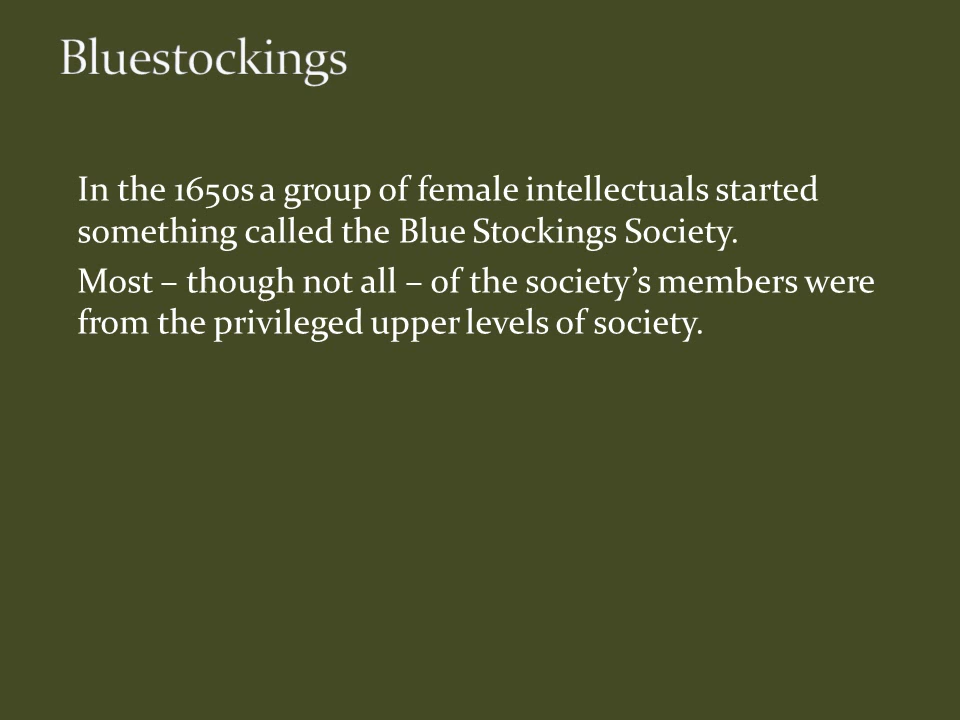 Bluestockings
In the 1650s a group of female intellectuals started
something called the Blue Stockings Society.
Most – though not all – of the society’s members were
from the privileged upper levels of society.